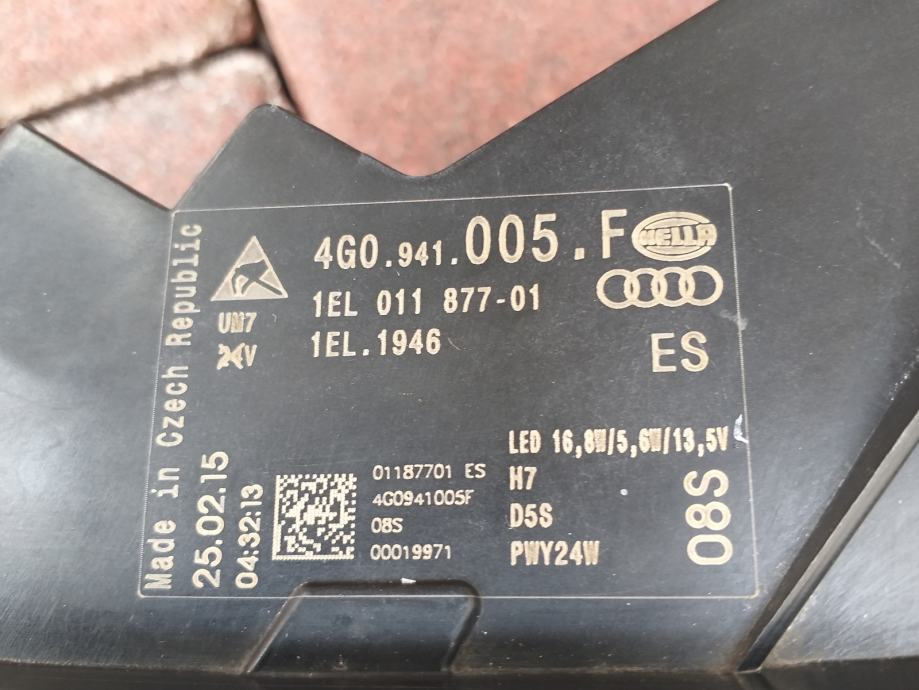 4G0.941.005.F
HELLA
1EL 011 877-01
1EL.1946
ES
24V
Made in Czech Republic
25.02.15
04:32:13
01187701 ES
4G0941005F
08S
00019971
LED 16,8W/5,6W/13,5V
H7
D5S
PWY24W
08S